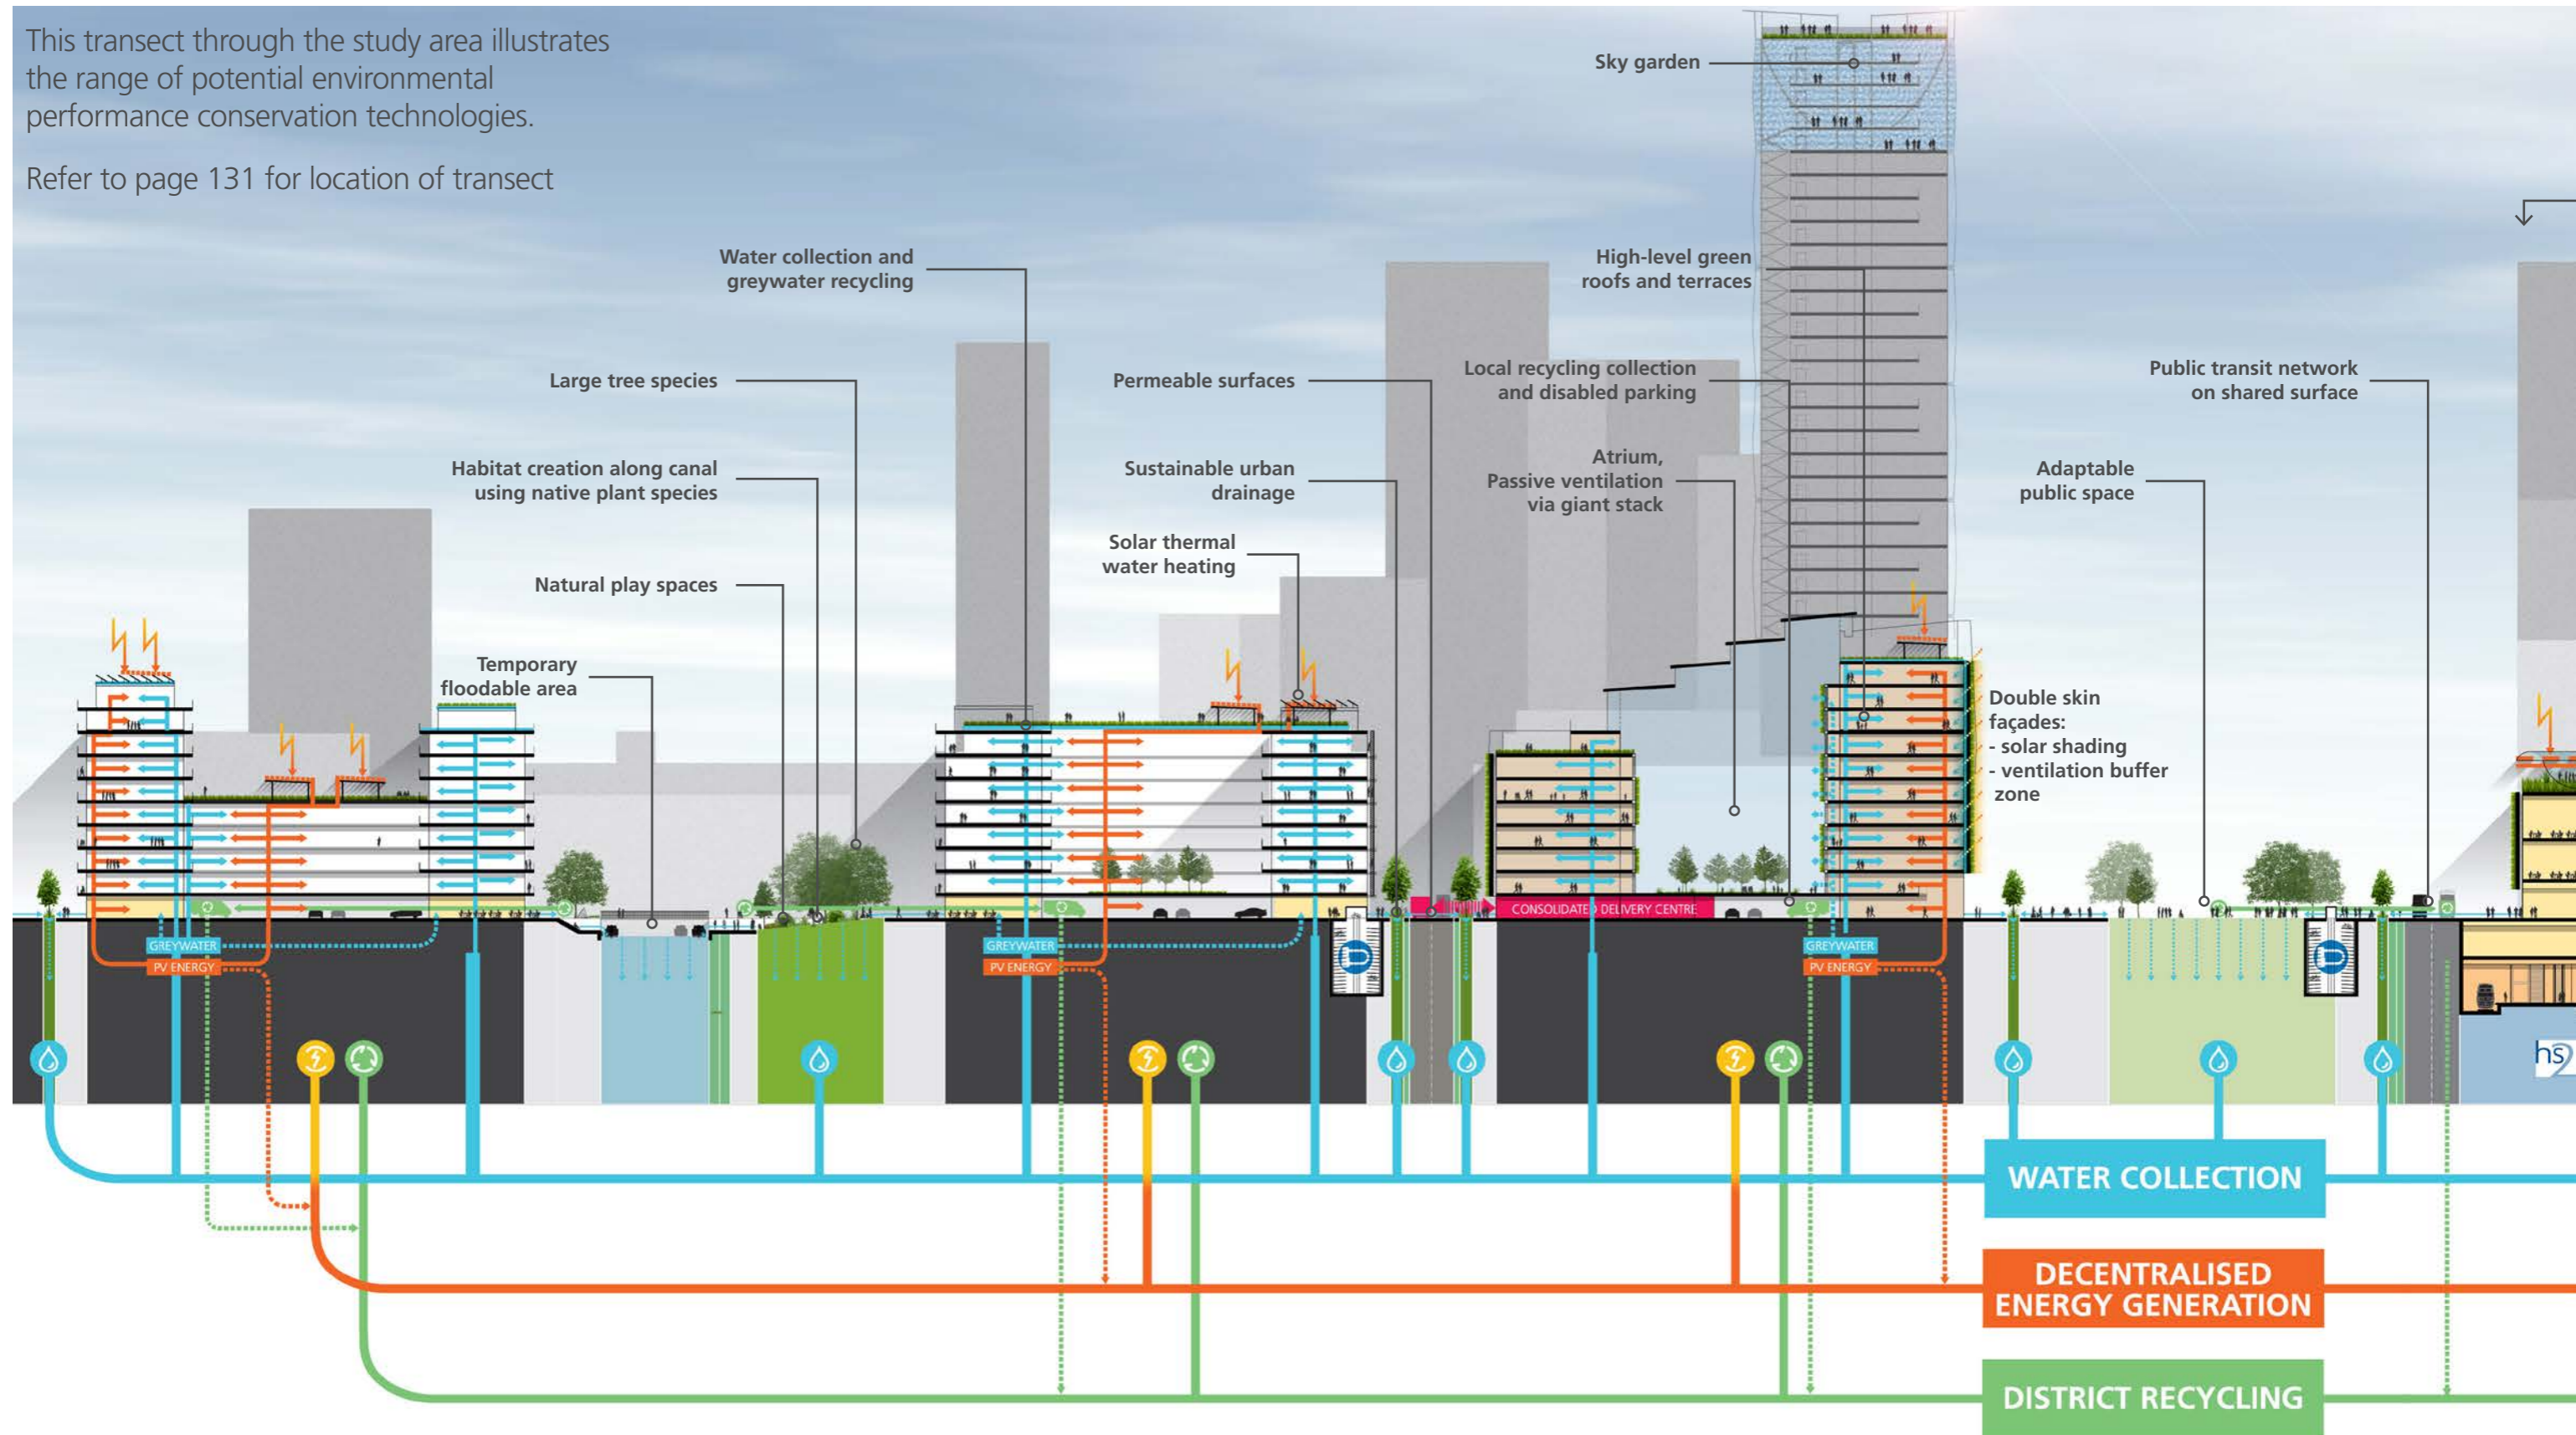 This transect through the study area illustrates
the range of potential environmental
performance conservation technologies.
Refer to page 131 for location of transect
Sky garden
Water collection and
greywater recycling
High-level green
roofs and terraces
Large tree species
Permeable surfaces
Local recycling collection
and disabled parking
Public transit network
on shared surface
Habitat creation along canal
using native plant species
Sustainable urban
drainage
Atrium,
Passive ventilation
via giant stack
Adaptable
public space
Solar thermal
water heating
Natural play spaces
Temporary
floodable area
Double skin
façades:
- solar shading
- ventilation buffer
zone
CONSOLIDATED DELIVERY CENTRE
GREYWATER
PV ENERGY
GREYWATER
PV ENERGY
GREYWATER
PV ENERGY
hs2
WATER COLLECTION
DECENTRALISED
ENERGY GENERATION
DISTRICT RECYCLING